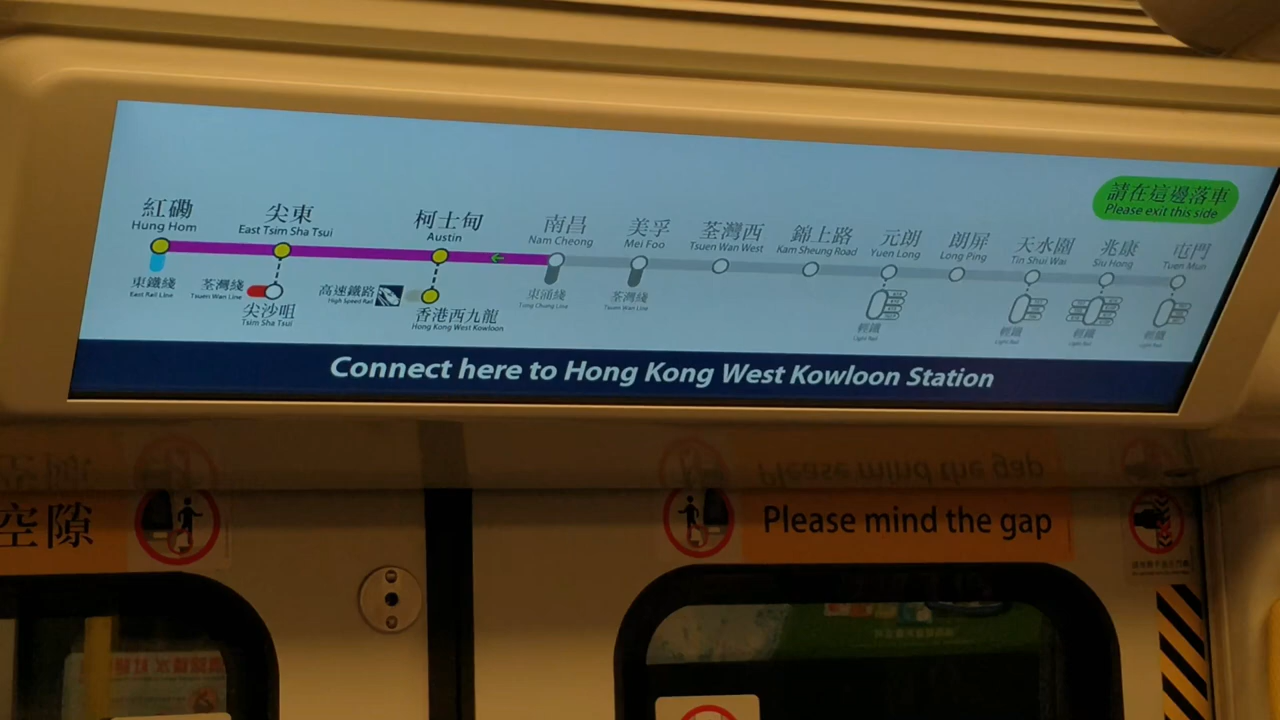 請在這邊落車
Please exit this side
紅磡
Hung Hom
尖東
East Tsim Sha Tsui
柯士甸
Austin
南昌
Nam Cheong
美孚
Mei Foo
荃灣西
Tsuen Wan West
錦上路
Kam Sheung Road
元朗
Yuen Long
朗屏
Long Ping
天水圍
Tin Shui Wai
兆康
Siu Hong
屯門
Tuen Mun
東鐵綫
East Rail Line
荃灣綫
Tsuen Wan Line
尖沙咀
Tsim Sha Tsui
高速鐵路
High Speed Rail
香港西九龍
Hong Kong West Kowloon
東涌綫
Tung Chung Line
荃灣綫
Tsuen Wan Line
輕鐵
Light Rail
輕鐵
Light Rail
輕鐵
Light Rail
輕鐵
Light Rail
Connect here to Hong Kong West Kowloon Station
空隙
Please mind the gap